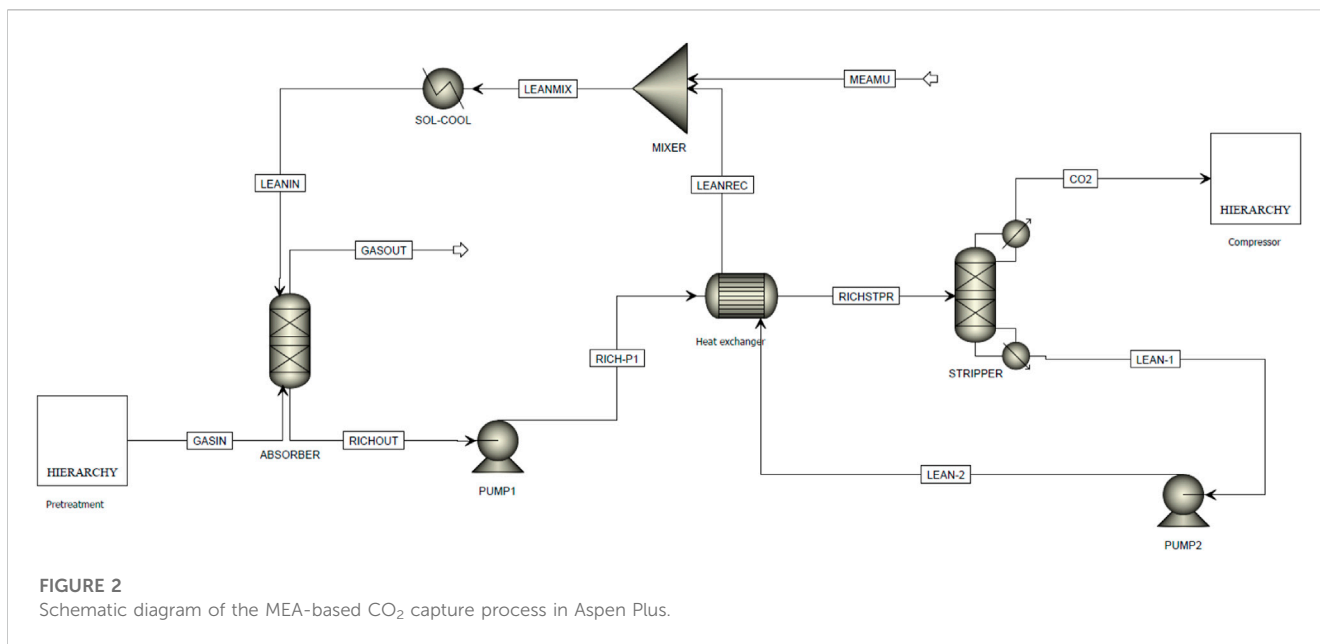 MEAMU
LEANMIX
SOL-COOL
MIXER
CO2
HIERARCHY
Compressor
LEANIN
LEANREC
GASOUT
RICHSTPR
Heat exchanger
RICH-P1
LEAN-1
STRIPPER
HIERARCHY
Pretreatment
GASIN
ABSORBER
RICHOUT
PUMP1
LEAN-2
PUMP2
FIGURE 2
Schematic diagram of the MEA-based CO₂ capture process in Aspen Plus.